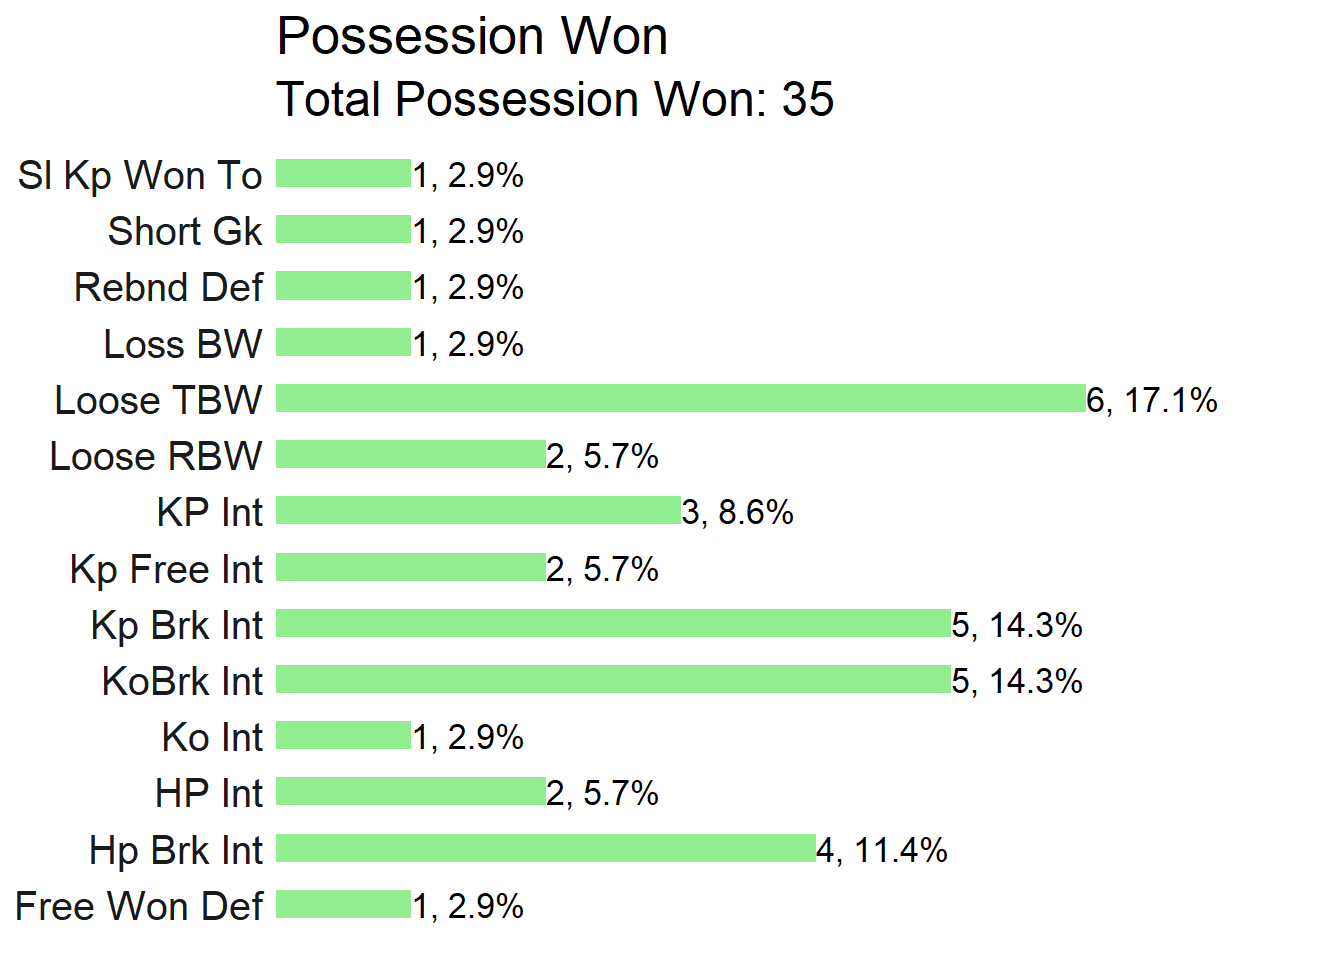 Possession Won
Total Possession Won: 35
Sl Kp Won To 1, 2.9%
Short Gk 1, 2.9%
Rebnd Def 1, 2.9%
Loss BW 1, 2.9%
Loose TBW 6, 17.1%
Loose RBW 2, 5.7%
KP Int 3, 8.6%
Kp Free Int 2, 5.7%
Kp Brk Int 5, 14.3%
KoBrk Int 5, 14.3%
Ko Int 1, 2.9%
HP Int 2, 5.7%
Hp Brk Int 4, 11.4%
Free Won Def 1, 2.9%